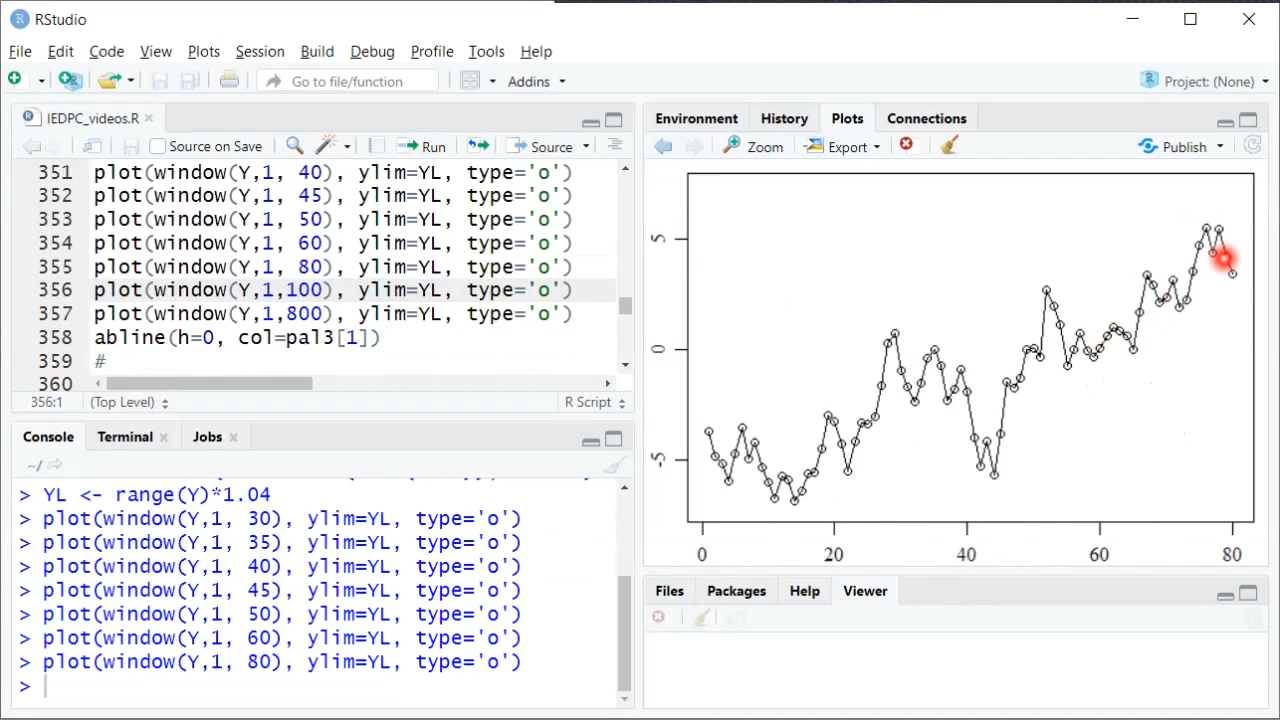 RStudio
File Edit Code View Plots Session Build Debug Profile Tools Help
Go to file/function Addins Project: (None)
IEDPC_videos.R
Source on Save Run Source
351 plot(window(Y,1, 40), ylim=YL, type='o')
352 plot(window(Y,1, 45), ylim=YL, type='o')
353 plot(window(Y,1, 50), ylim=YL, type='o')
354 plot(window(Y,1, 60), ylim=YL, type='o')
355 plot(window(Y,1, 80), ylim=YL, type='o')
356 plot(window(Y,1,100), ylim=YL, type='o')
357 plot(window(Y,1,800), ylim=YL, type='o')
358 abline(h=0, col=pal3[1])
359 #
360
356:1 (Top Level) R Script
Console Terminal Jobs
~/
> YL <- range(Y)*1.04
> plot(window(Y,1, 30), ylim=YL, type='o')
> plot(window(Y,1, 35), ylim=YL, type='o')
> plot(window(Y,1, 40), ylim=YL, type='o')
> plot(window(Y,1, 45), ylim=YL, type='o')
> plot(window(Y,1, 50), ylim=YL, type='o')
> plot(window(Y,1, 60), ylim=YL, type='o')
> plot(window(Y,1, 80), ylim=YL, type='o')
>
Environment History Plots Connections
Zoom Export Publish
5
0
-5
0 20 40 60 80
Files Packages Help Viewer